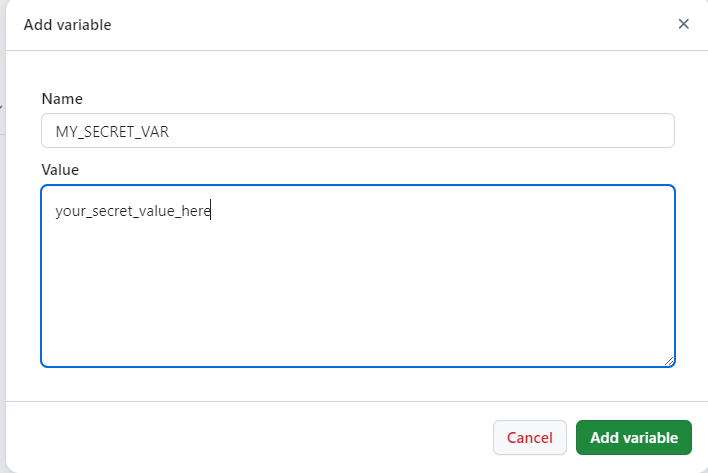 Add variable
Name
MY_SECRET_VAR
Value
your_secret_value_here
Cancel
Add variable